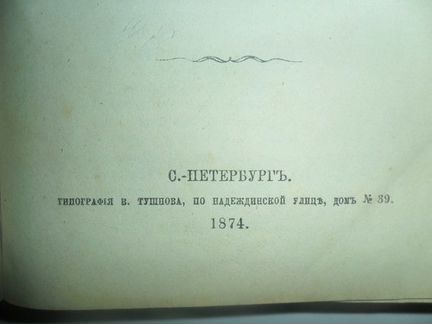 С.-ПЕТЕРБУРГЪ.
ТИПОГРАФІЯ В. ТУШНОВА, ПО НАДЕЖДИНСКОЙ УЛИЦѢ, ДОМЪ № 39.
1874.